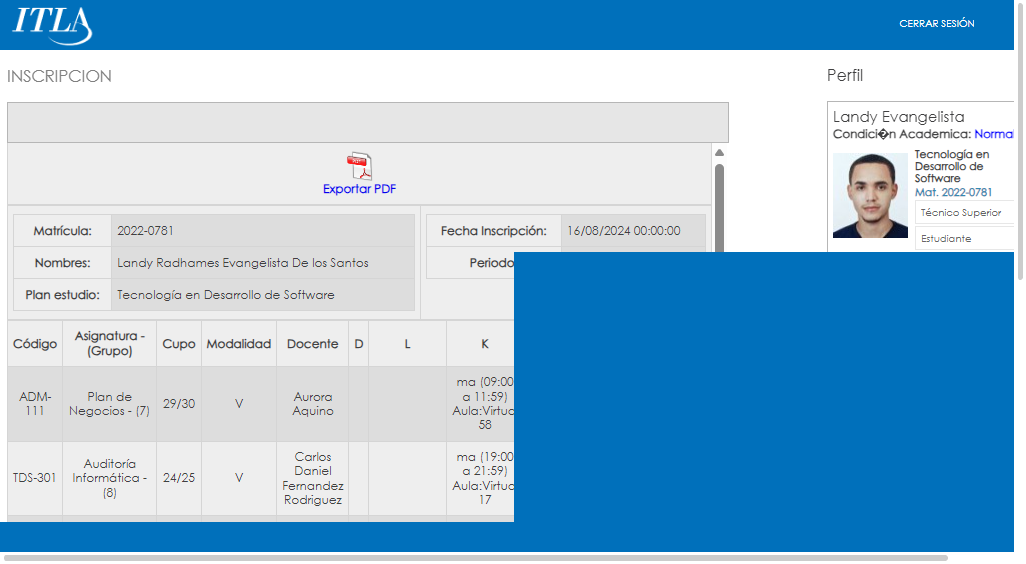 ITLA
CERRAR SESIÓN
INSCRIPCION
Perfil
Landy Evangelista
Condici�n Academica: Normal
Tecnología en
Desarrollo de
Software
Mat. 2022-0781
Técnico Superior
Estudiante
Exportar PDF
Matrícula: 2022-0781
Fecha Inscripción: 16/08/2024 00:00:00
Nombres: Landy Radhames Evangelista De los Santos
Periodo
Plan estudio: Tecnología en Desarrollo de Software
Código Asignatura - (Grupo) Cupo Modalidad Docente D L K
ADM-111 Plan de Negocios - (7) 29/30 V Aurora Aquino ma (09:00 a 11:59) Aula:Virtua 58
TDS-301 Auditoría Informática - (8) 24/25 V Carlos Daniel Fernandez Rodriguez ma (19:00 a 21:59) Aula:Virtua 17